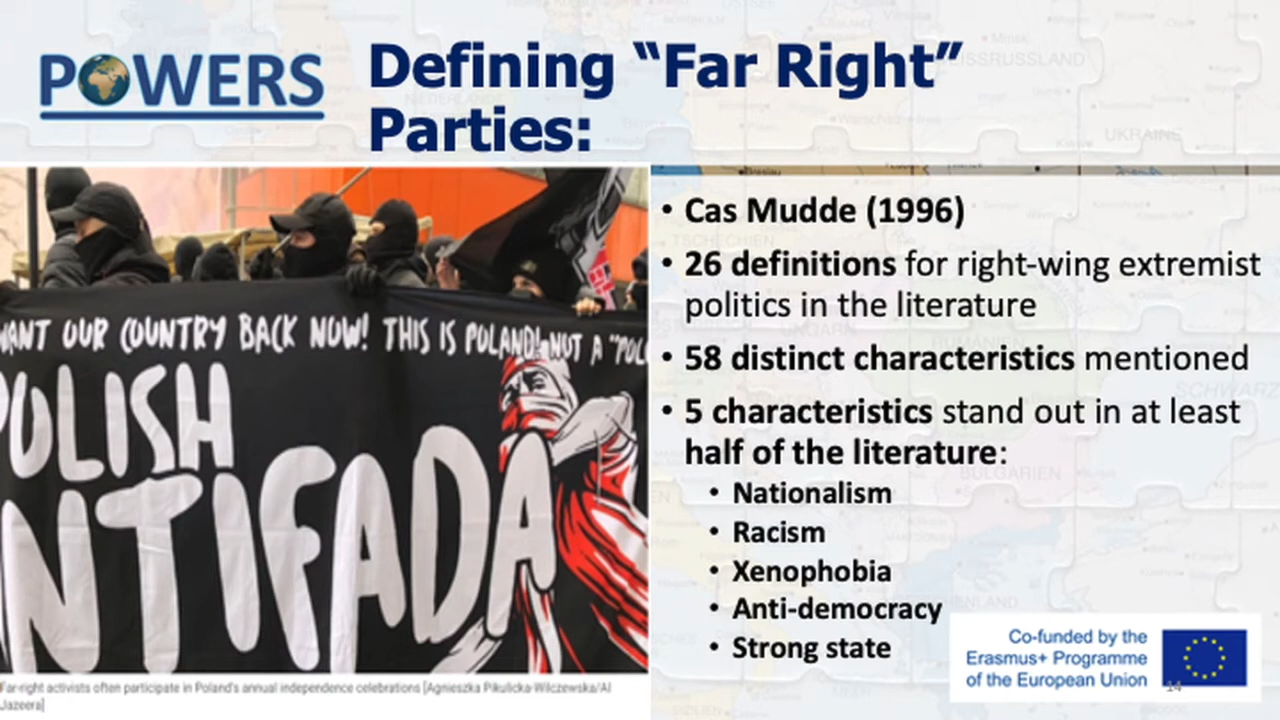 POWERS
Defining “Far Right”
Parties:
WANT OUR COUNTRY BACK NOW! THIS IS POLAND! NOT A "POL
POLISH
NTIFADA
Far-right activists often participate in Poland's annual independence celebrations [Agnieszka Pikulicka-Wilczewska/Al
Jazeera]
• Cas Mudde (1996)
• 26 definitions for right-wing extremist
politics in the literature
• 58 distinct characteristics mentioned
• 5 characteristics stand out in at least
half of the literature:
• Nationalism
• Racism
• Xenophobia
• Anti-democracy
• Strong state
Co-funded by the
Erasmus+ Programme
of the European Union
14